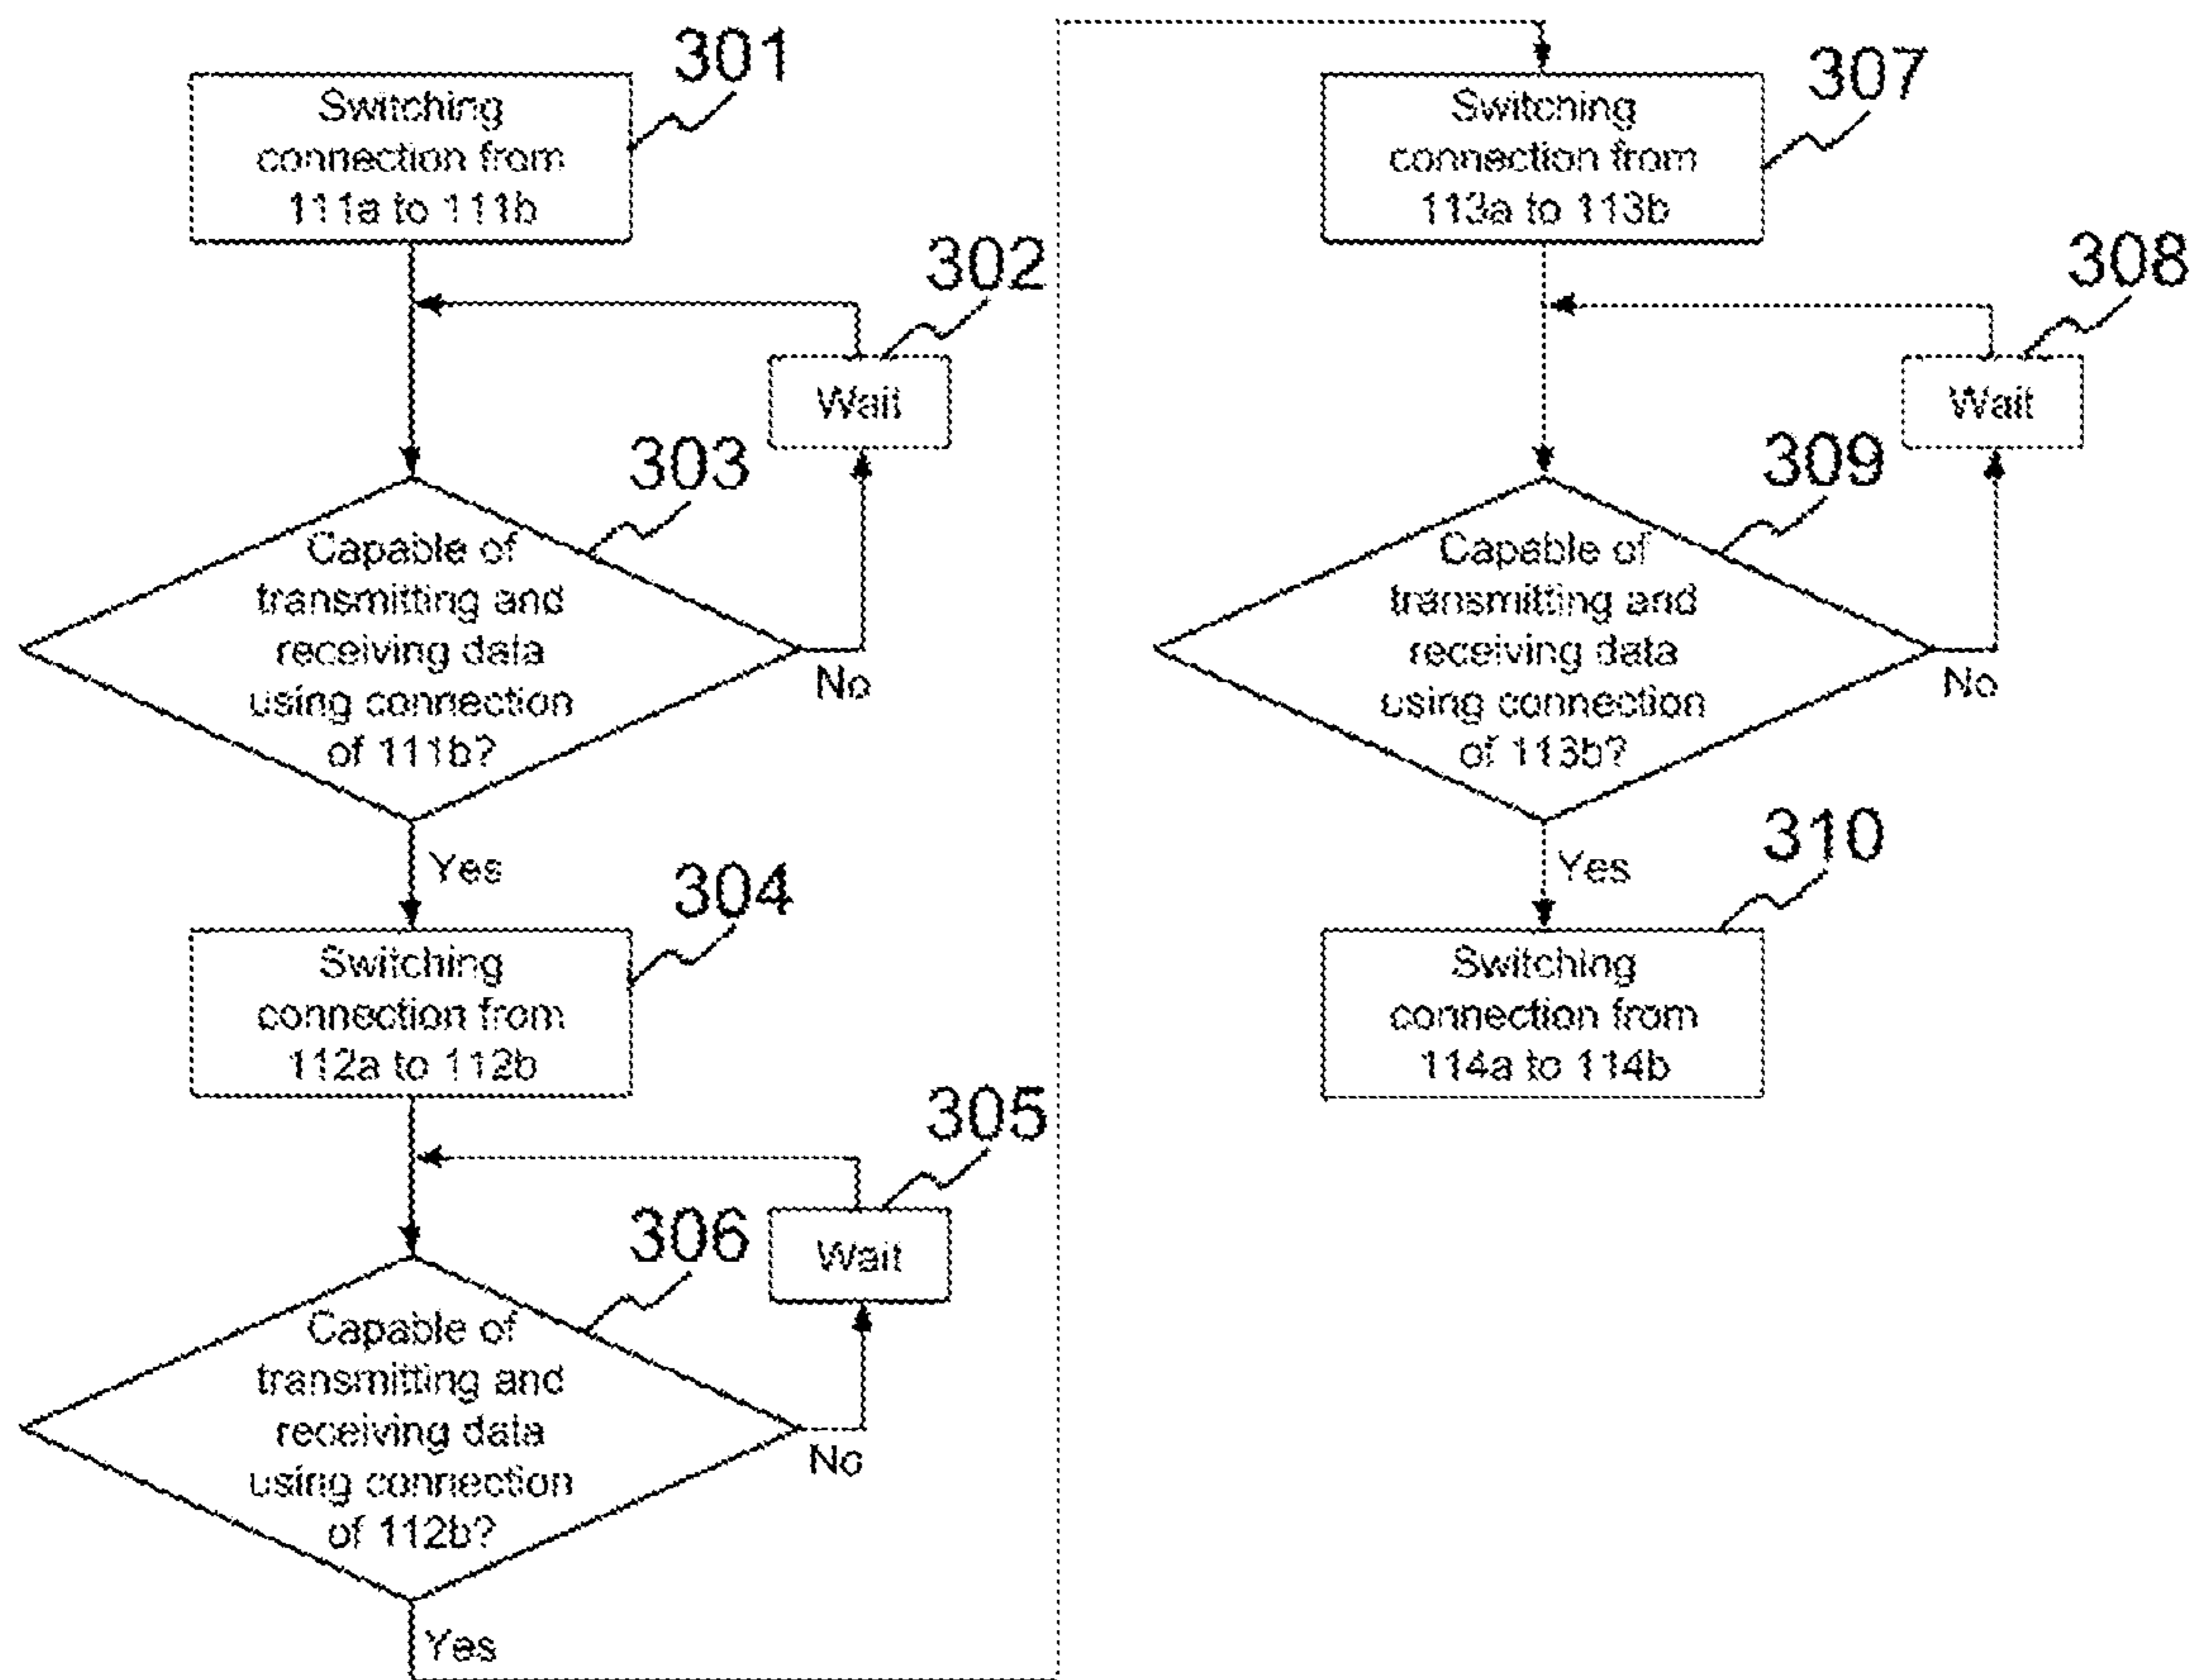 301
Switching
connection from
111a to 111b
302
Wait
303
Capable of
transmitting and
receiving data
using connection
of 111b?
No
Yes
304
Switching
connection from
112a to 112b
305
Wait
306
Capable of
transmitting and
receiving data
using connection
of 112b?
No
Yes
307
Switching
connection from
113a to 113b
308
Wait
309
Capable of
transmitting and
receiving data
using connection
of 113b?
No
Yes
310
Switching
connection from
114a to 114b